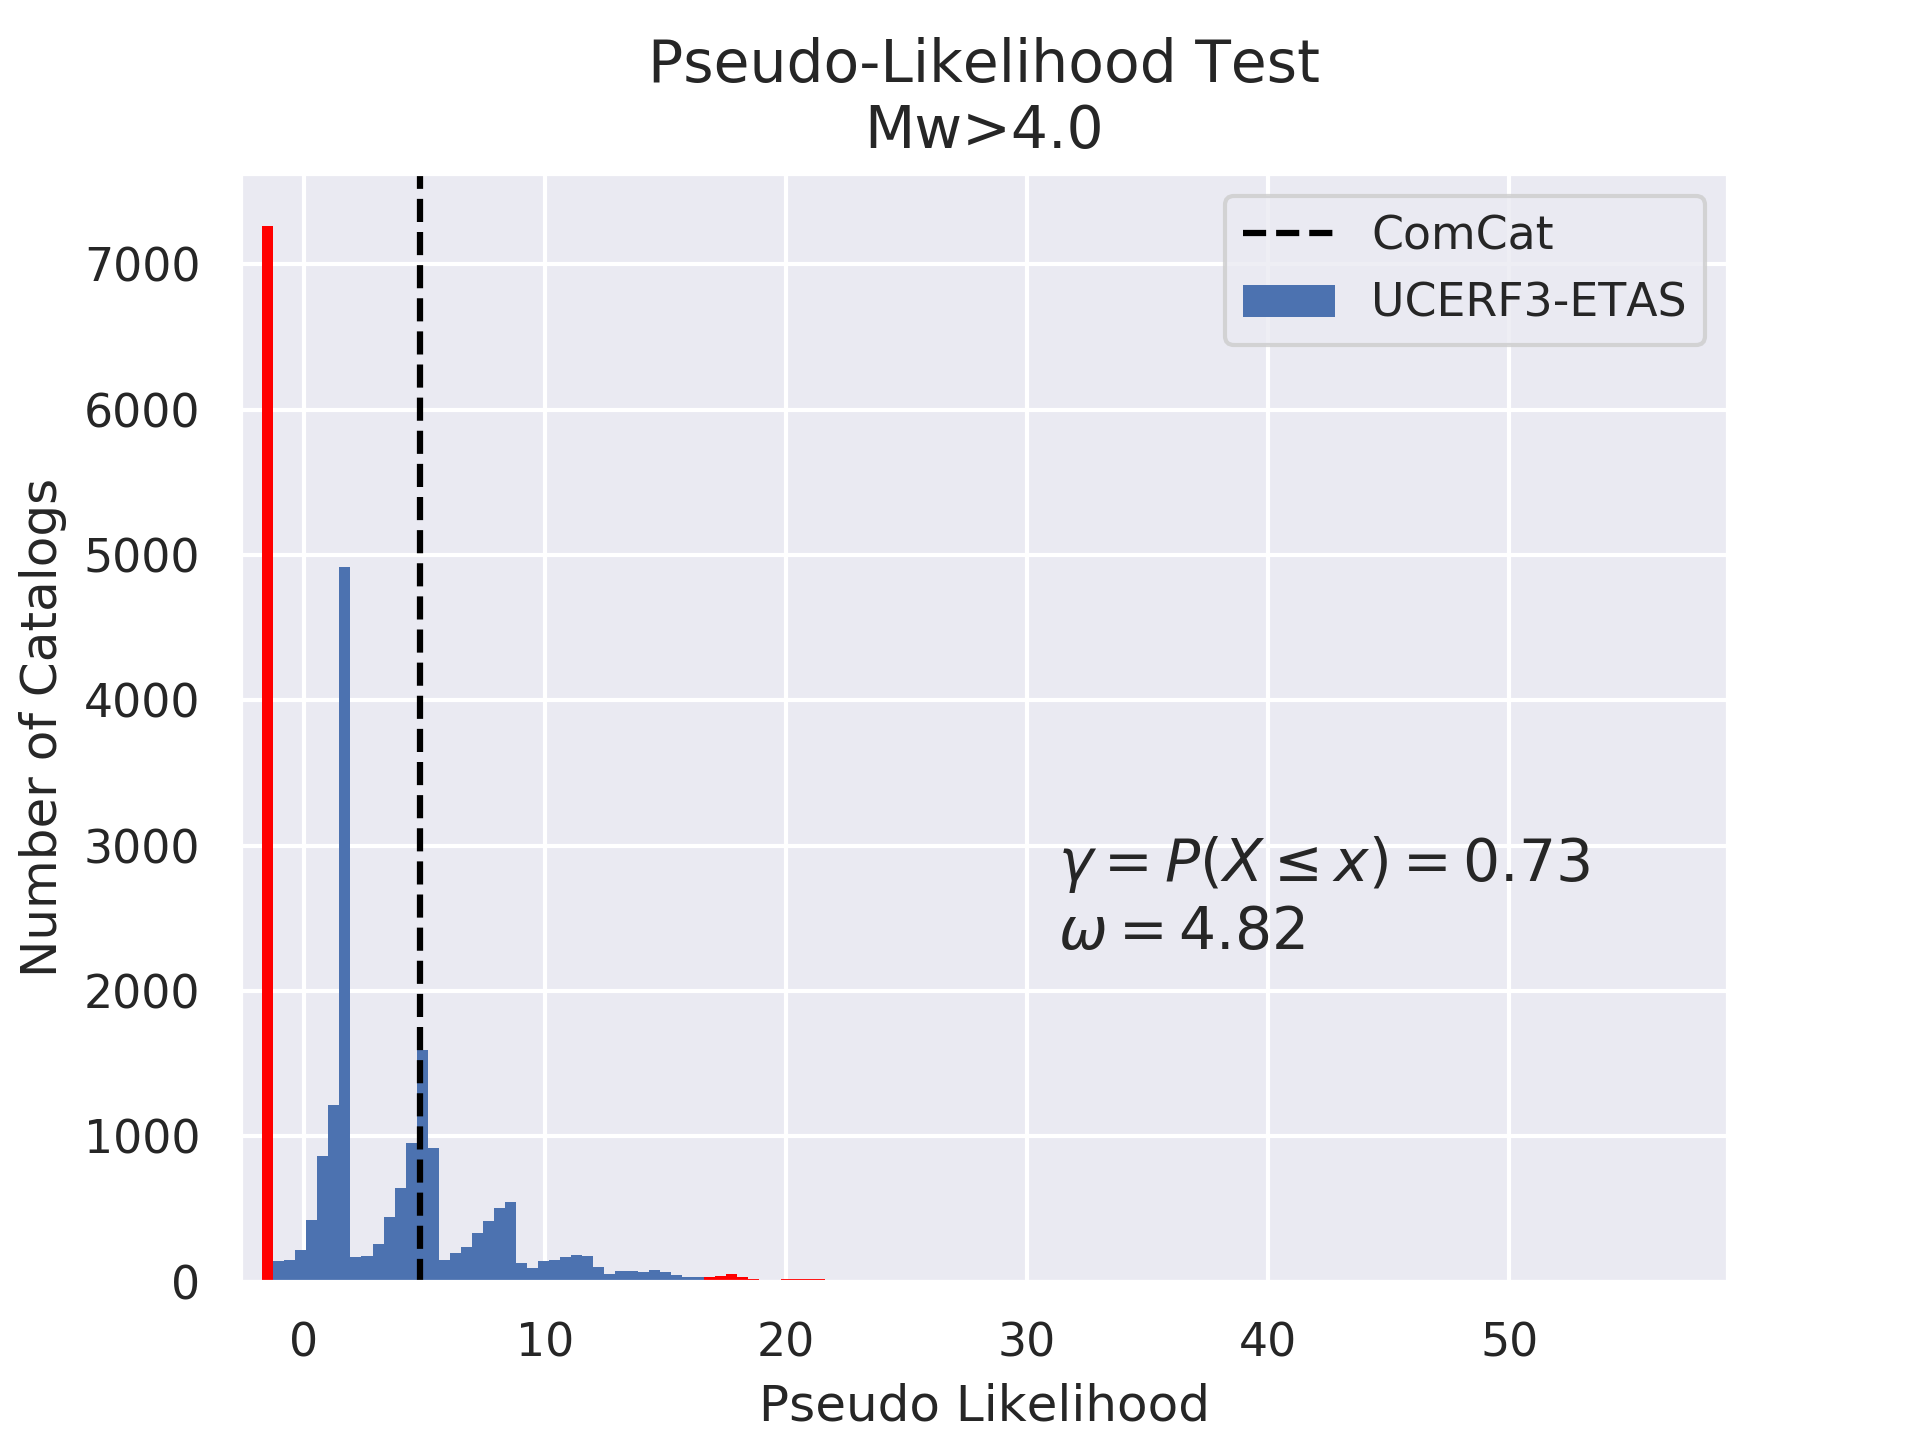 Pseudo-Likelihood Test
Mw>4.0
ComCat
UCERF3-ETAS
Number of Catalogs
7000
6000
5000
4000
3000
2000
1000
0
γ = P(X ≤ x) = 0.73
ω = 4.82
0 10 20 30 40 50
Pseudo Likelihood